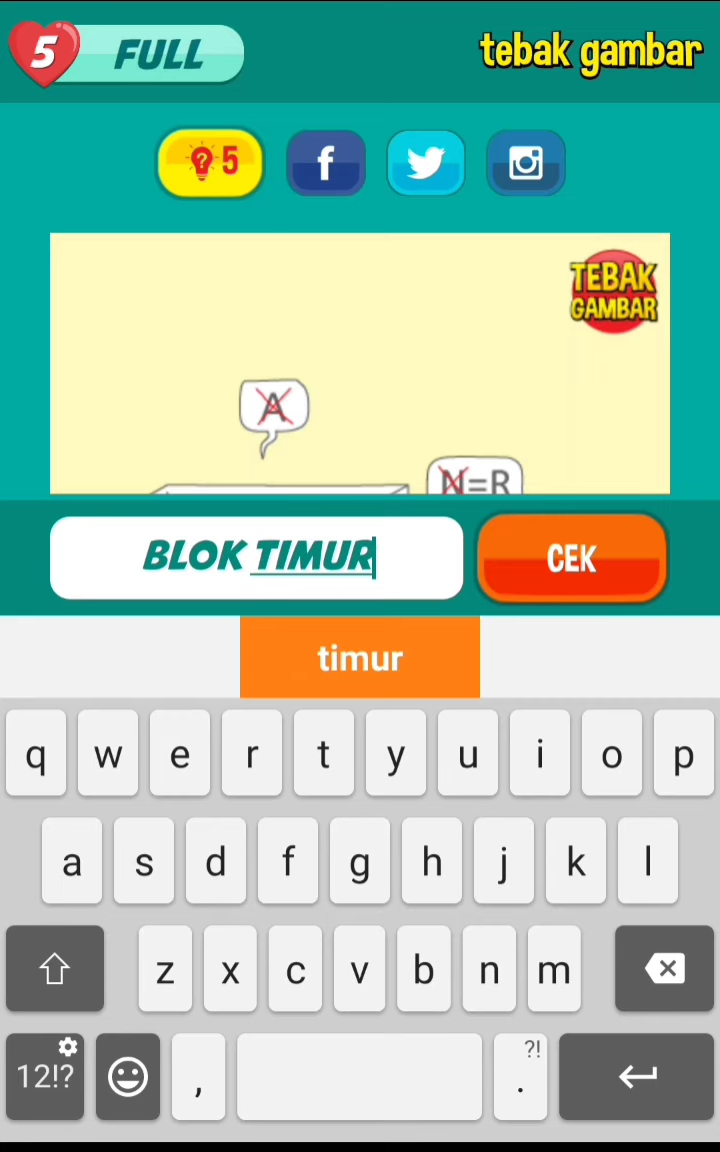 5 FULL tebak gambar
5 f
TEBAK
GAMBAR
A
N=R
BLOK TIMUR CEK
timur
q w e r t y u i o p
a s d f g h j k l
z x c v b n m
12!? , ?! .